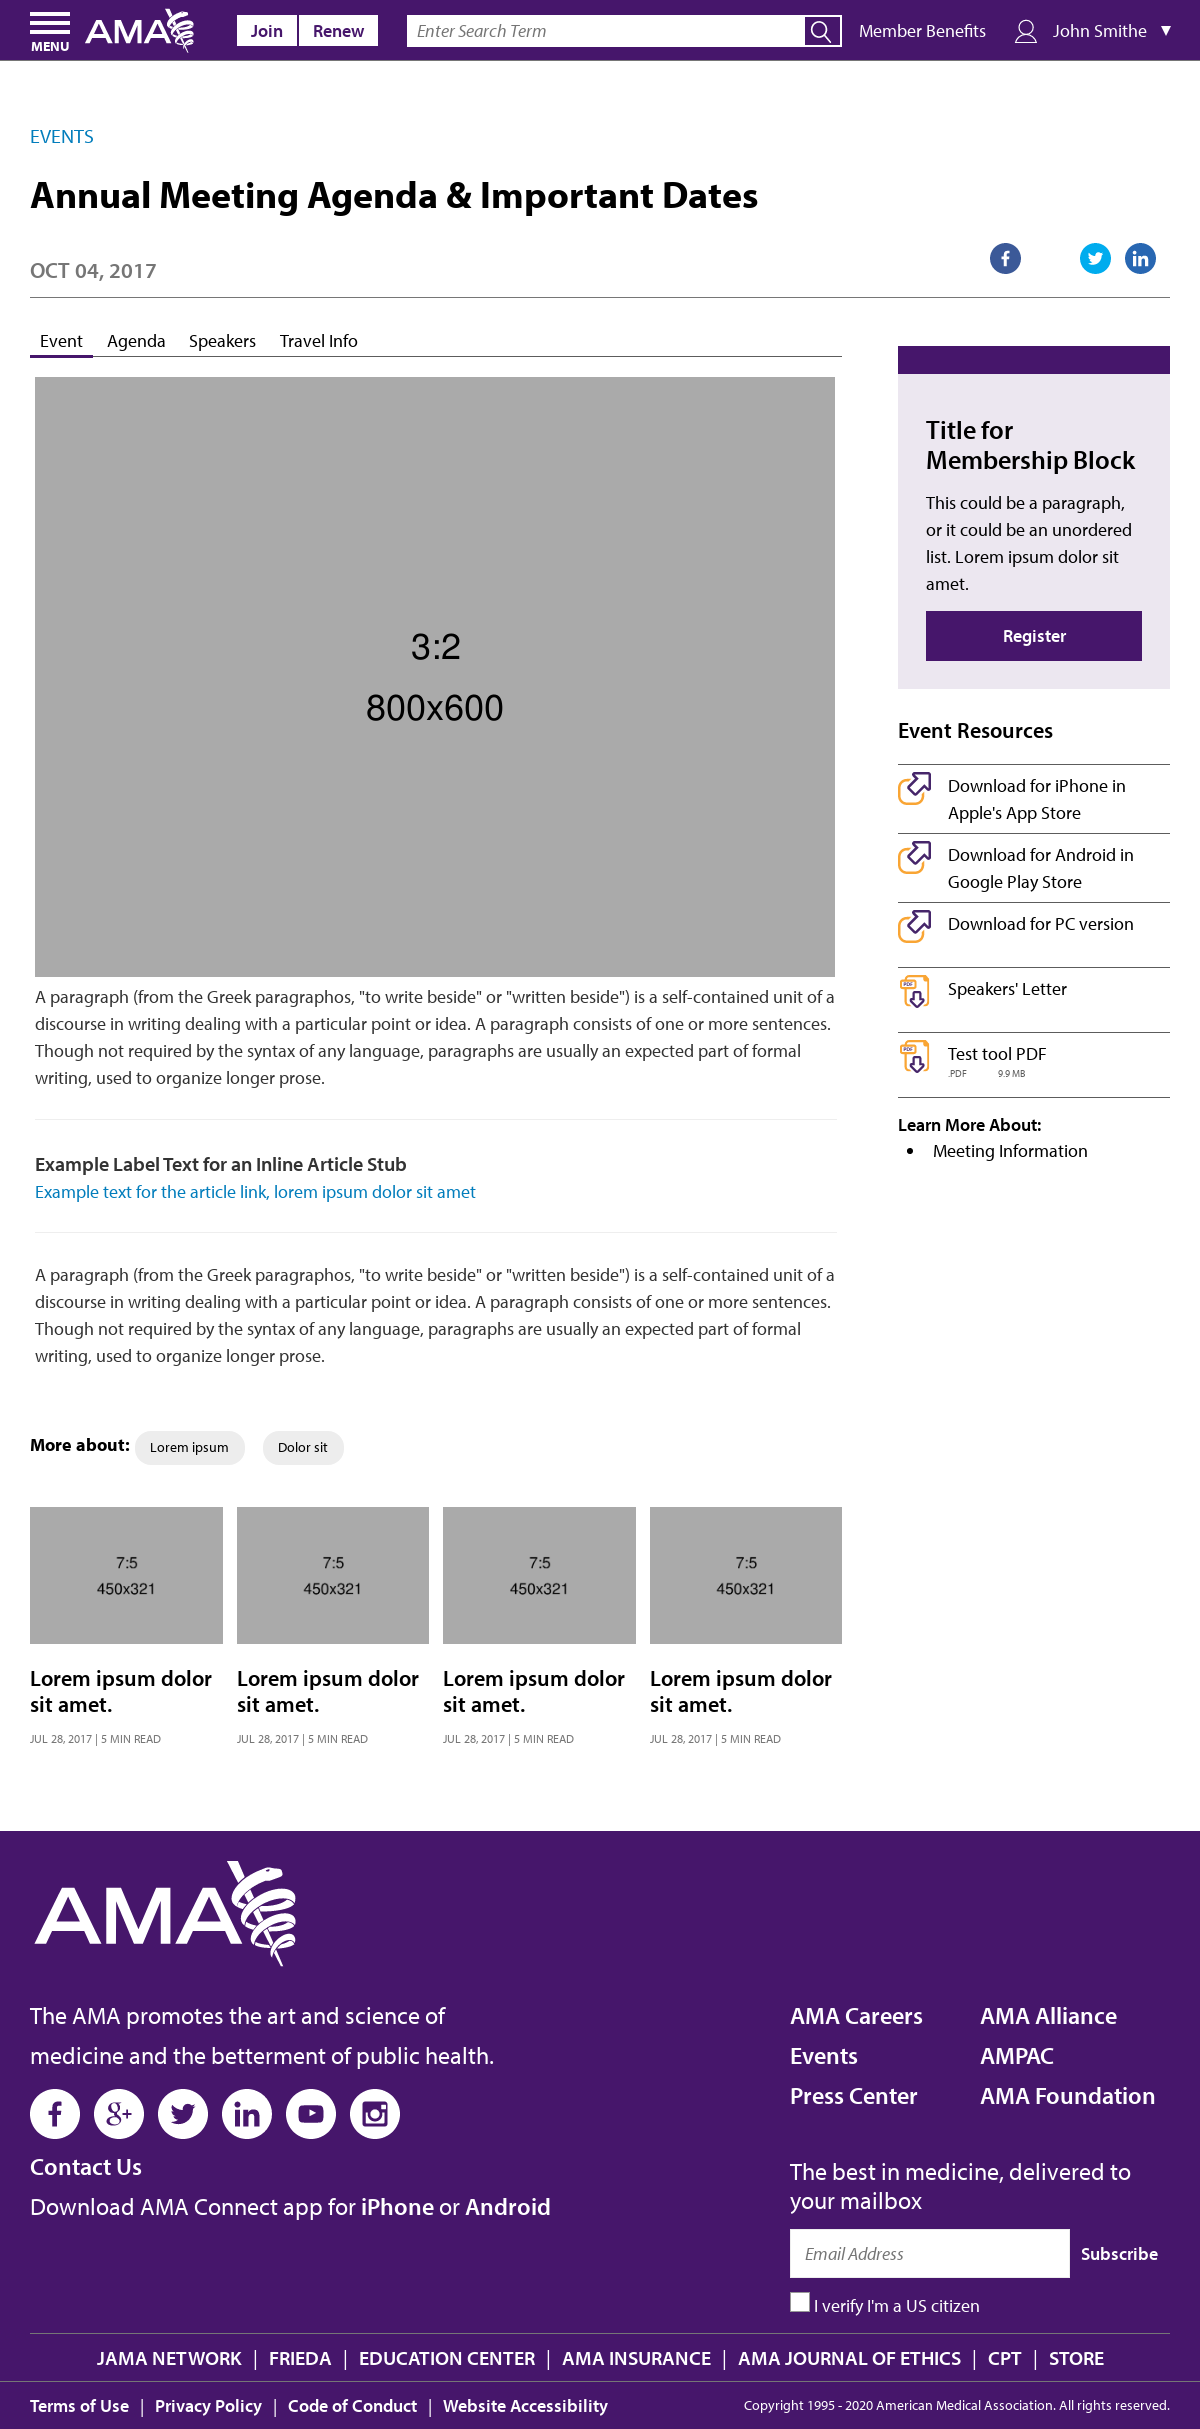 MENU
AMA
Join
Renew
Enter Search Term
Member Benefits
John Smithe ▼
EVENTS
Annual Meeting Agenda & Important Dates
OCT 04, 2017
Event
Agenda
Speakers
Travel Info
3:2
800x600
A paragraph (from the Greek paragraphos, "to write beside" or "written beside") is a self-contained unit of a
discourse in writing dealing with a particular point or idea. A paragraph consists of one or more sentences.
Though not required by the syntax of any language, paragraphs are usually an expected part of formal
writing, used to organize longer prose.
Example Label Text for an Inline Article Stub
Example text for the article link, lorem ipsum dolor sit amet
A paragraph (from the Greek paragraphos, "to write beside" or "written beside") is a self-contained unit of a
discourse in writing dealing with a particular point or idea. A paragraph consists of one or more sentences.
Though not required by the syntax of any language, paragraphs are usually an expected part of formal
writing, used to organize longer prose.
Title for
Membership Block
This could be a paragraph,
or it could be an unordered
list. Lorem ipsum dolor sit
amet.
Register
Event Resources
Download for iPhone in
Apple's App Store
Download for Android in
Google Play Store
Download for PC version
PDF
Speakers' Letter
PDF
Test tool PDF
.PDF 9.9 MB
Learn More About:
• Meeting Information
More about:
Lorem ipsum
Dolor sit
7:5
450x321
Lorem ipsum dolor
sit amet.
JUL 28, 2017 | 5 MIN READ
7:5
450x321
Lorem ipsum dolor
sit amet.
JUL 28, 2017 | 5 MIN READ
7:5
450x321
Lorem ipsum dolor
sit amet.
JUL 28, 2017 | 5 MIN READ
7:5
450x321
Lorem ipsum dolor
sit amet.
JUL 28, 2017 | 5 MIN READ
AMA
The AMA promotes the art and science of
medicine and the betterment of public health.
Contact Us
Download AMA Connect app for iPhone or Android
AMA Careers
Events
Press Center
AMA Alliance
AMPAC
AMA Foundation
The best in medicine, delivered to
your mailbox
Email Address
Subscribe
I verify I'm a US citizen
JAMA NETWORK | FRIEDA | EDUCATION CENTER | AMA INSURANCE | AMA JOURNAL OF ETHICS | CPT | STORE
Terms of Use | Privacy Policy | Code of Conduct | Website Accessibility
Copyright 1995 - 2020 American Medical Association. All rights reserved.